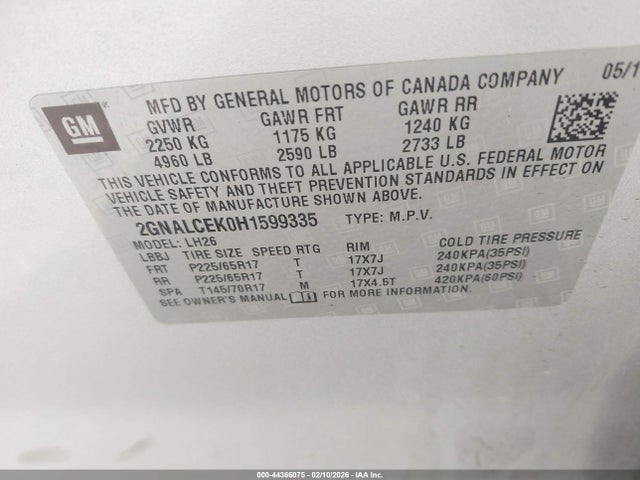 MFD BY GENERAL MOTORS OF CANADA COMPANY 05/1
GM
GVWR GAWR FRT GAWR RR
2250 KG 1175 KG 1240 KG
4960 LB 2590 LB 2733 LB
THIS VEHICLE CONFORMS TO ALL APPLICABLE U.S. FEDERAL MOTOR
VEHICLE SAFETY AND THEFT PREVENTION STANDARDS IN EFFECT ON
THE DATE OF MANUFACTURE SHOWN ABOVE.
2GNALCEK0H1599335 TYPE: M.P.V.
MODEL: LH26
LBBJ TIRE SIZE SPEED RTG RIM COLD TIRE PRESSURE
FRT P225/65R17 T 17X7J 240KPA(35PSI)
RR P225/65R17 T 17X7J 240KPA(35PSI)
SPA T145/70R17 M 17X4.5T 420KPA(60PSI)
SEE OWNER'S MANUAL FOR MORE INFORMATION.
000-44366075 - 02/10/2026 - IAA Inc.